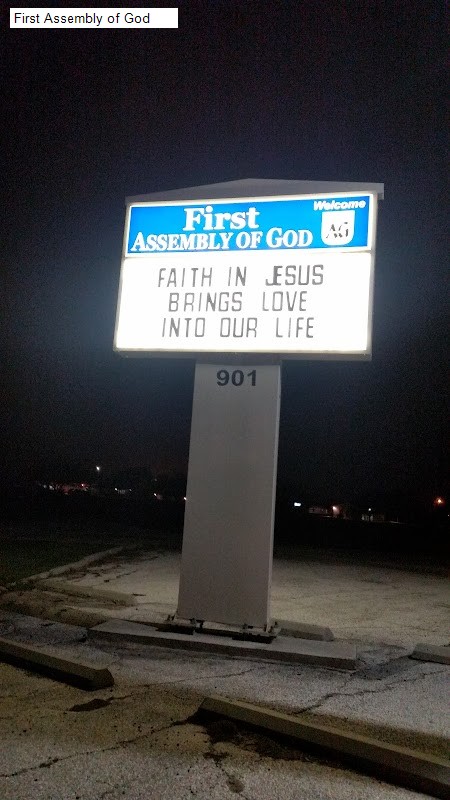 First Assembly of God
Welcome
First
ASSEMBLY OF GOD
AG
FAITH IN JESUS
BRINGS LOVE
INTO OUR LIFE
901